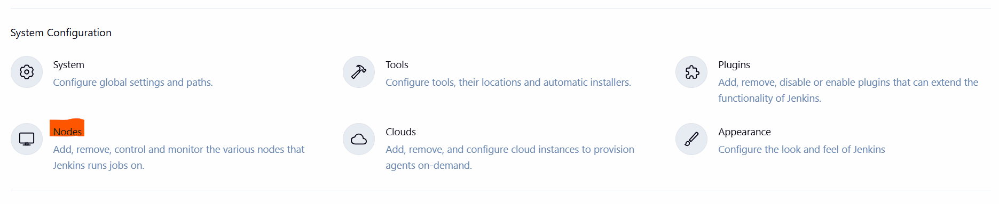 System Configuration
System
Configure global settings and paths.
Tools
Configure tools, their locations and automatic installers.
Plugins
Add, remove, disable or enable plugins that can extend the
functionality of Jenkins.
Nodes
Add, remove, control and monitor the various nodes that
Jenkins runs jobs on.
Clouds
Add, remove, and configure cloud instances to provision
agents on-demand.
Appearance
Configure the look and feel of Jenkins